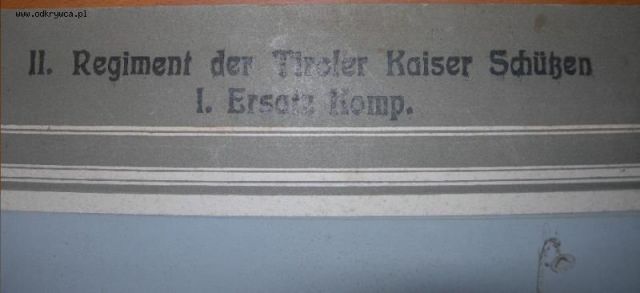 www.odkrywca.pl
II. Regiment der Tiroler Kaiser Schützen
I. Ersatz Komp.